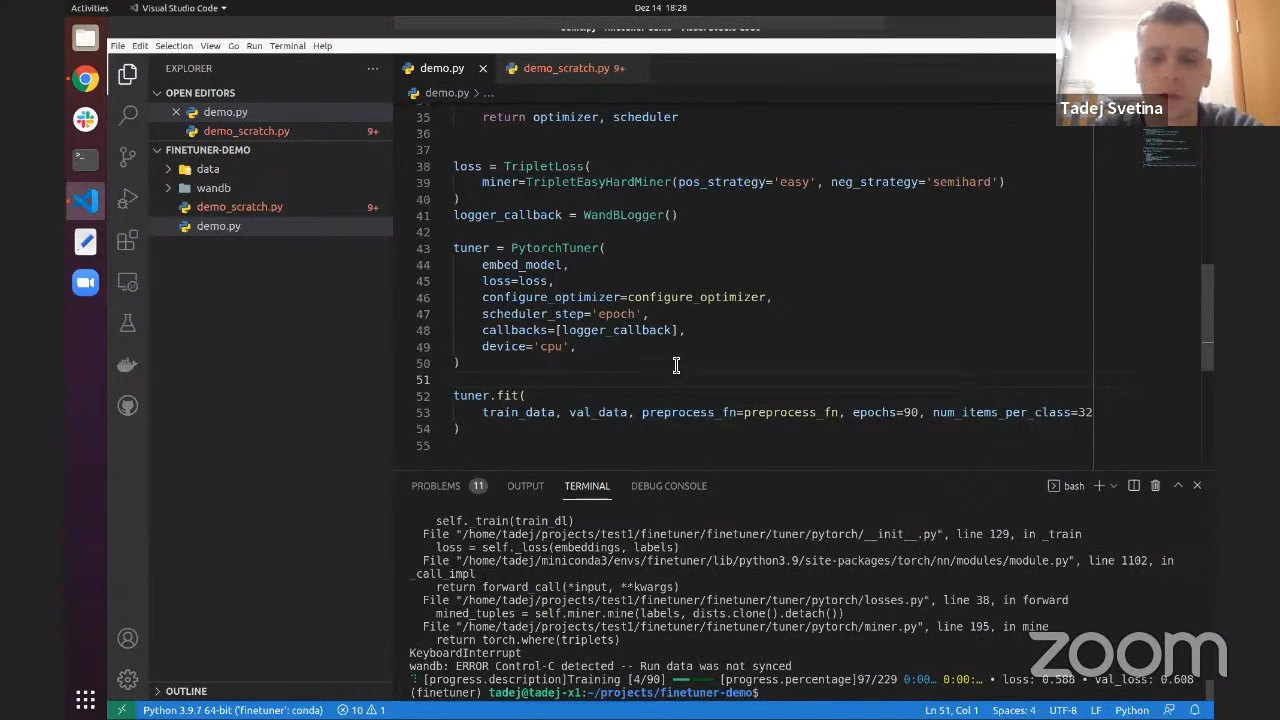 Activities
Visual Studio Code
Dez 14 18:28
File Edit Selection View Go Run Terminal Help
Tadej Svetina
EXPLORER
OPEN EDITORS
demo.py
demo_scratch.py 9+
FINETUNER-DEMO
data
wandb
demo_scratch.py 9+
demo.py
OUTLINE
demo.py
demo_scratch.py 9+
demo.py > ...
35 return optimizer, scheduler
36
37
38 loss = TripletLoss(
39 miner=TripletEasyHardMiner(pos_strategy='easy', neg_strategy='semihard')
40 )
41 logger_callback = WandBLogger()
42
43 tuner = PytorchTuner(
44 embed_model,
45 loss=loss,
46 configure_optimizer=configure_optimizer,
47 scheduler_step='epoch',
48 callbacks=[logger_callback],
49 device='cpu',
50 )
51
52 tuner.fit(
53 train_data, val_data, preprocess_fn=preprocess_fn, epochs=90, num_items_per_class=32
54 )
55
PROBLEMS 11 OUTPUT TERMINAL DEBUG CONSOLE
bash
self._train(train_dl)
File "/home/tadej/projects/test1/finetuner/finetuner/tuner/pytorch/__init__.py", line 129, in _train
loss = self._loss(embeddings, labels)
File "/home/tadej/miniconda3/envs/finetuner/lib/python3.9/site-packages/torch/nn/modules/module.py", line 1102, in
_call_impl
return forward_call(*input, **kwargs)
File "/home/tadej/projects/test1/finetuner/finetuner/tuner/pytorch/losses.py", line 38, in forward
mined_tuples = self.miner.mine(labels, dists.clone().detach())
File "/home/tadej/projects/test1/finetuner/finetuner/tuner/pytorch/miner.py", line 195, in mine
return torch.where(triplets)
KeyboardInterrupt
wandb: ERROR Control-C detected -- Run data was not synced
[progress.description]Training [4/90] [progress.percentage]97/229 0:00… 0:00:… • loss: 0.588 • val_loss: 0.608
(finetuner) tadej@tadej-x1:~/projects/finetuner-demo$
zoom
Python 3.9.7 64-bit ('finetuner': conda) 10 1
Ln 51, Col 1 Spaces: 4 UTF-8 LF Python